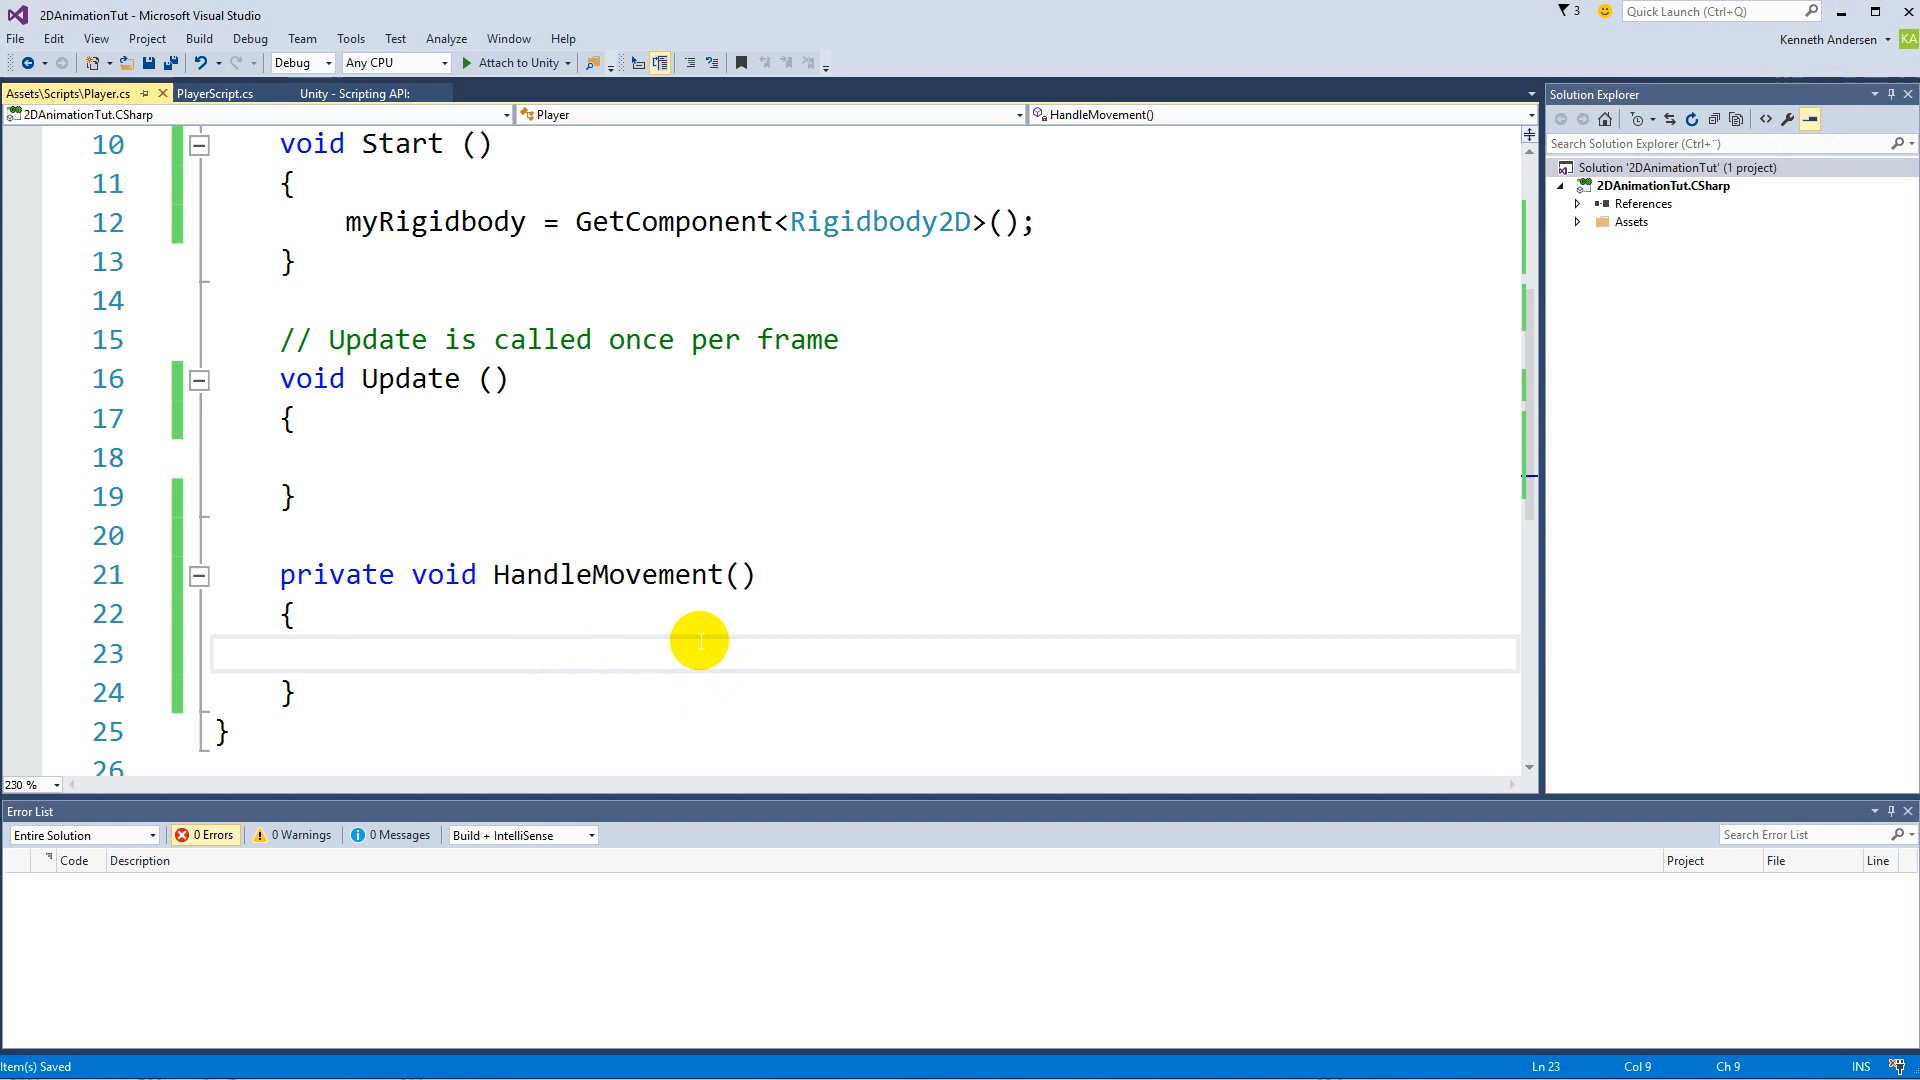 2DAnimationTut - Microsoft Visual Studio
3
Quick Launch (Ctrl+Q)
File Edit View Project Build Debug Team Tools Test Analyze Window Help
Kenneth Andersen
KA
Debug
Any CPU
Attach to Unity
Assets\Scripts\Player.cs
PlayerScript.cs
Unity - Scripting API:
2DAnimationTut.CSharp
Player
HandleMovement()
10 void Start ()
11 {
12 myRigidbody = GetComponent<Rigidbody2D>();
13 }
14
15 // Update is called once per frame
16 void Update ()
17 {
18
19 }
20
21 private void HandleMovement()
22 {
23
24 }
25 }
26
230 %
Solution Explorer
Search Solution Explorer (Ctrl+¨)
Solution '2DAnimationTut' (1 project)
2DAnimationTut.CSharp
References
Assets
Error List
Entire Solution
0 Errors
0 Warnings
0 Messages
Build + IntelliSense
Search Error List
Code Description Project File Line
Item(s) Saved
Ln 23 Col 9 Ch 9 INS